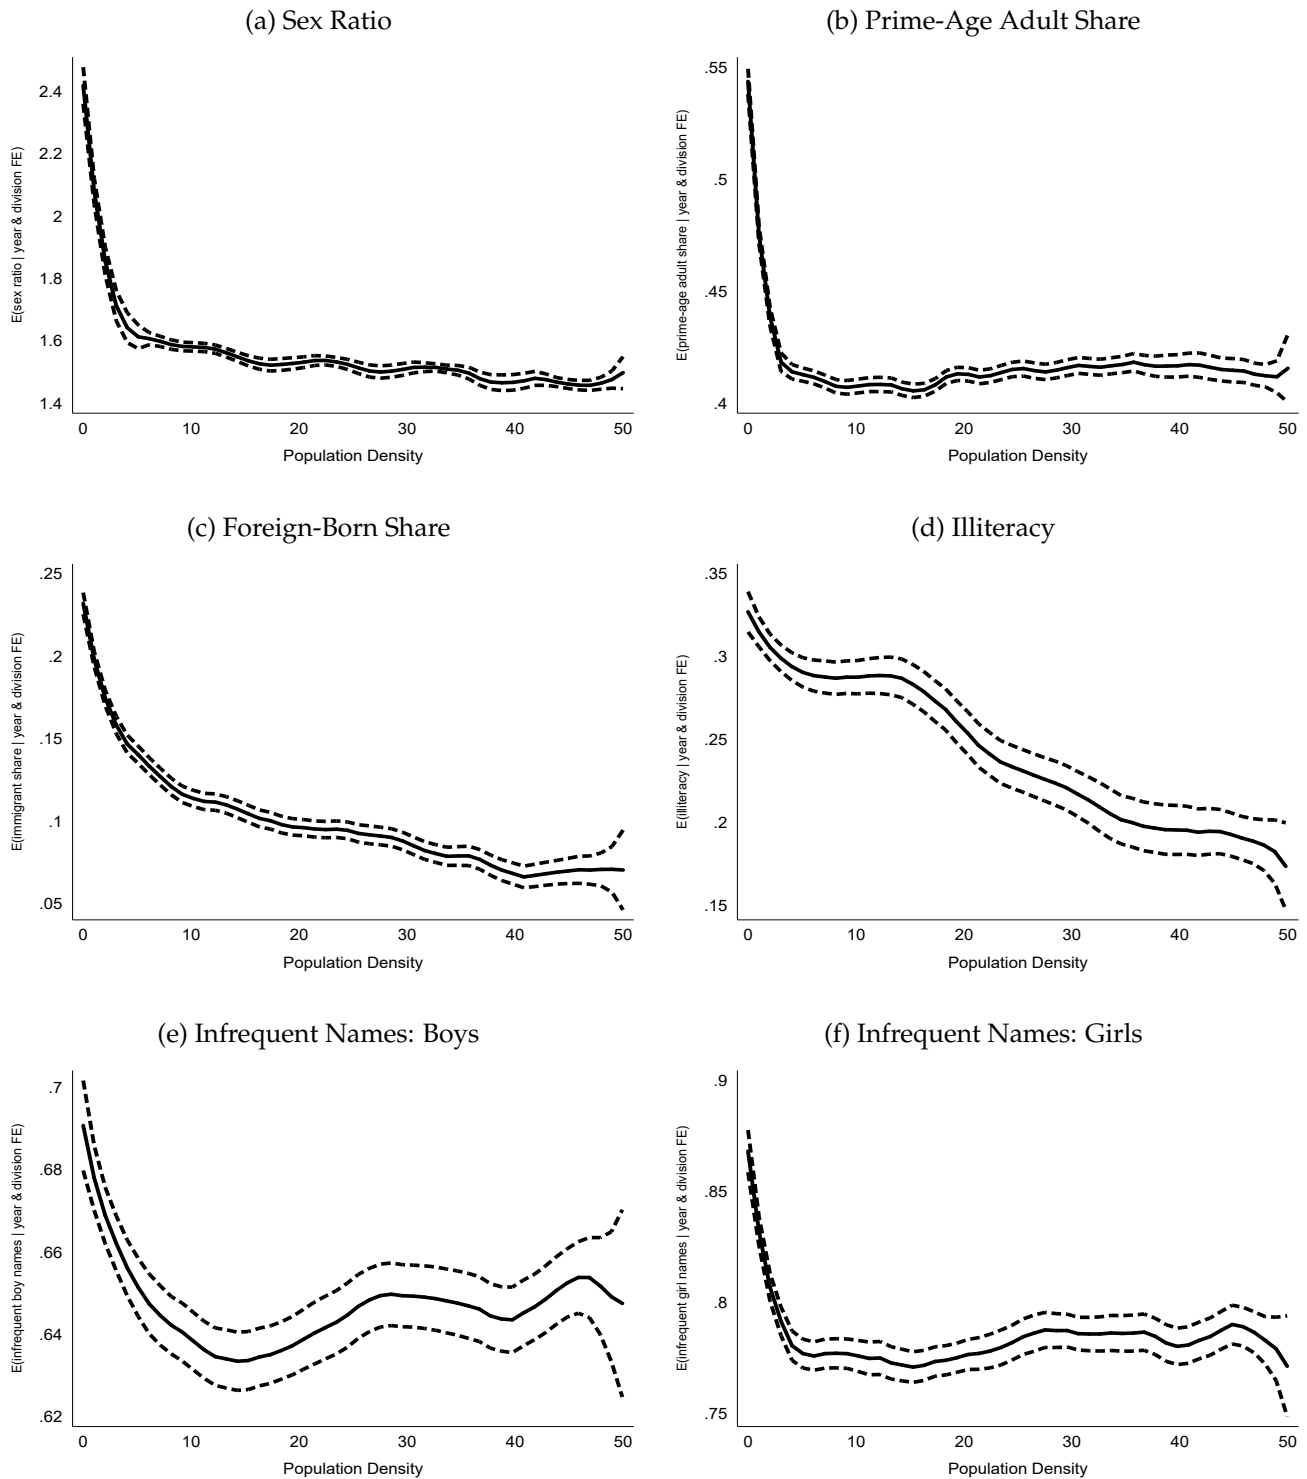 (a) Sex Ratio
E(sex ratio | year & division FE)
2.4
2.2
2
1.8
1.6
1.4
0 10 20 30 40 50
Population Density
(b) Prime-Age Adult Share
E(prime-age adult share | year & division FE)
.55
.5
.45
.4
0 10 20 30 40 50
Population Density
(c) Foreign-Born Share
E(immigrant share | year & division FE)
.25
.2
.15
.1
.05
0 10 20 30 40 50
Population Density
(d) Illiteracy
E(illiteracy | year & division FE)
.35
.3
.25
.2
.15
0 10 20 30 40 50
Population Density
(e) Infrequent Names: Boys
E(infrequent boy names | year & division FE)
.7
.68
.66
.64
.62
0 10 20 30 40 50
Population Density
(f) Infrequent Names: Girls
E(infrequent girl names | year & division FE)
.9
.85
.8
.75
0 10 20 30 40 50
Population Density